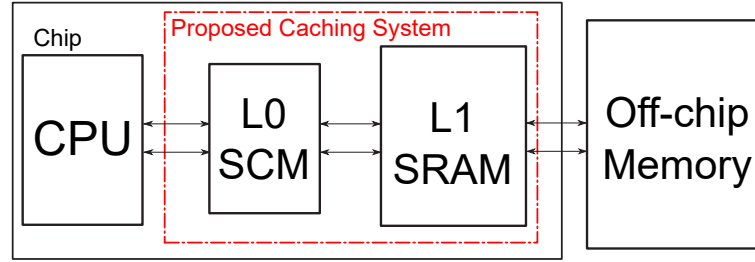 Proposed Caching System
Chip
CPU
L0
SCM
L1
SRAM
Off-chip
Memory